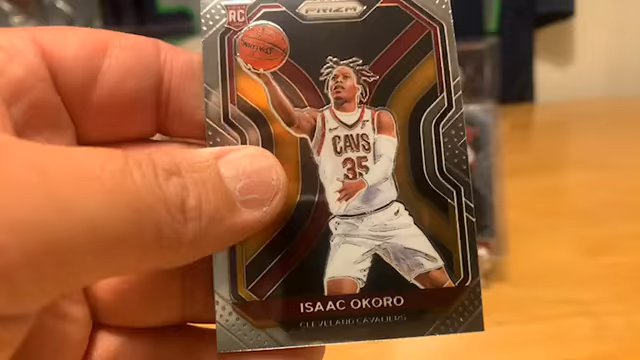 RC
PRIZM
CAVS
35
ISAAC OKORO
CLEVELAND CAVALIERS